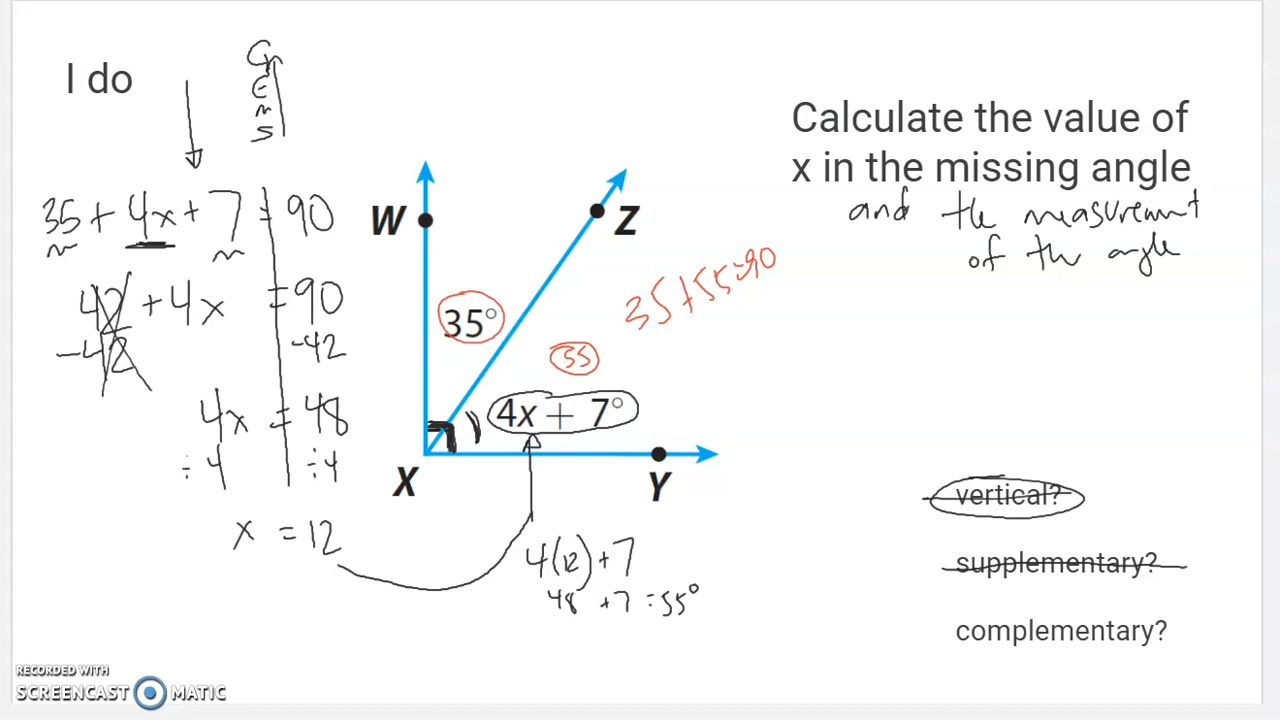 I do
G
E
M
S
Calculate the value of
x in the missing angle
and the measurement
of the angle
35 + 4x + 7 = 90
42 + 4x = 90
-42 -42
4x = 48
÷4 ÷4
x = 12
W
Z
35°
35+55=90
55
4x + 7°
X
Y
4(12)+7
48 +7 = 55°
vertical?
supplementary?
complementary?
RECORDED WITH
SCREENCAST MATIC